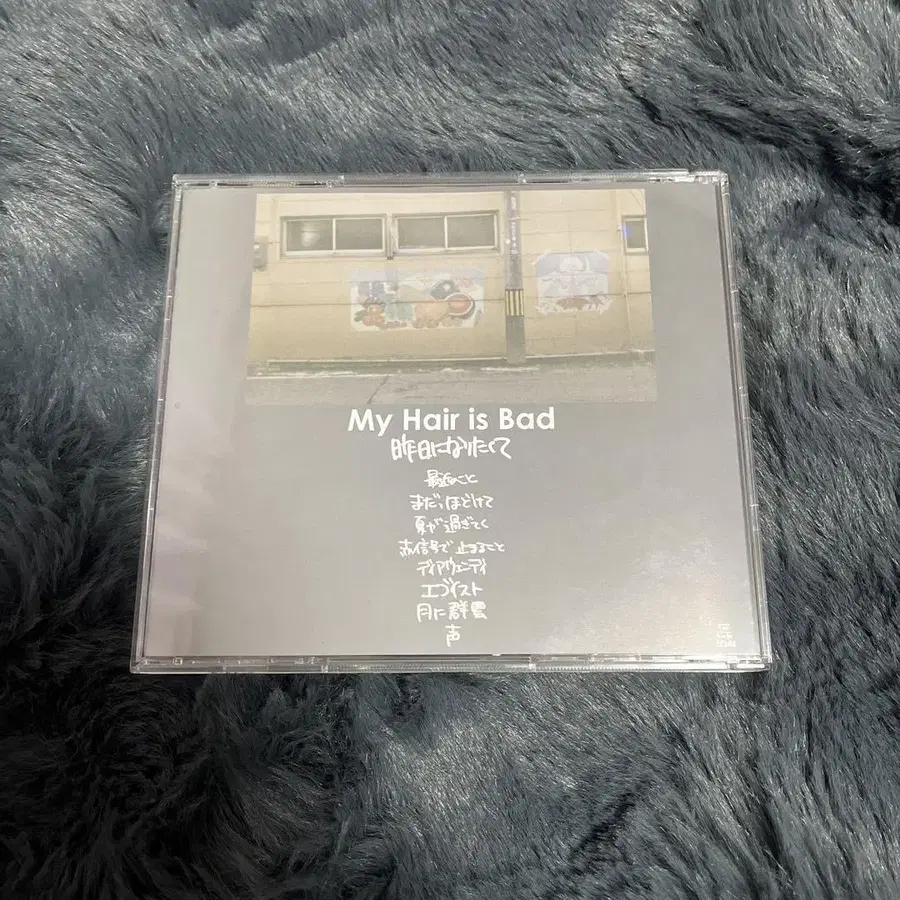 My Hair is Bad
昨日になりたくて
最近のこと
まだ、ほどけて
夏が過ぎてく
赤信号で止まること
ディアウェンディ
エゴイスト
月に群雲
声